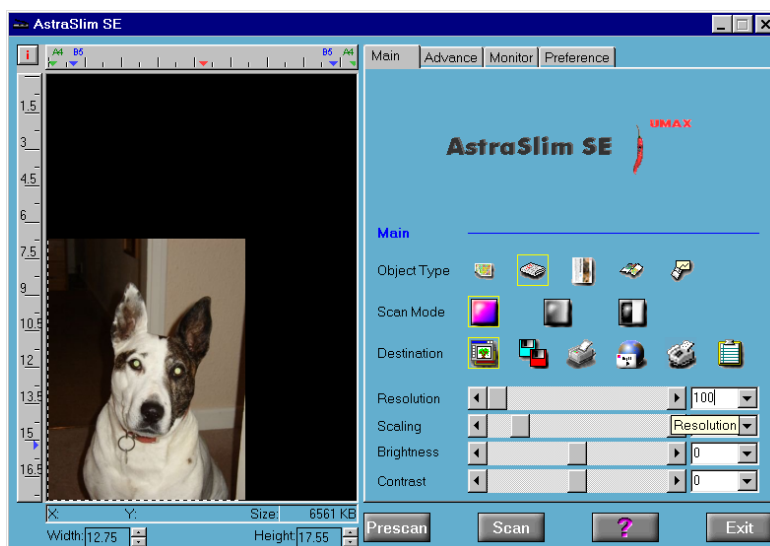 AstraSlim SE
i
A4 B5 B5 A4
Main Advance Monitor Preference
1.5
3
4.5
6
7.5
9
10.5
12
13.5
15
16.5
UMAX
AstraSlim SE
Main
Object Type
Scan Mode
Destination
Resolution 100
Scaling Resolution
Brightness 0
Contrast 0
X: Y: Size: 6561 KB
Width: 12.75 Height: 17.55
Prescan Scan ? Exit